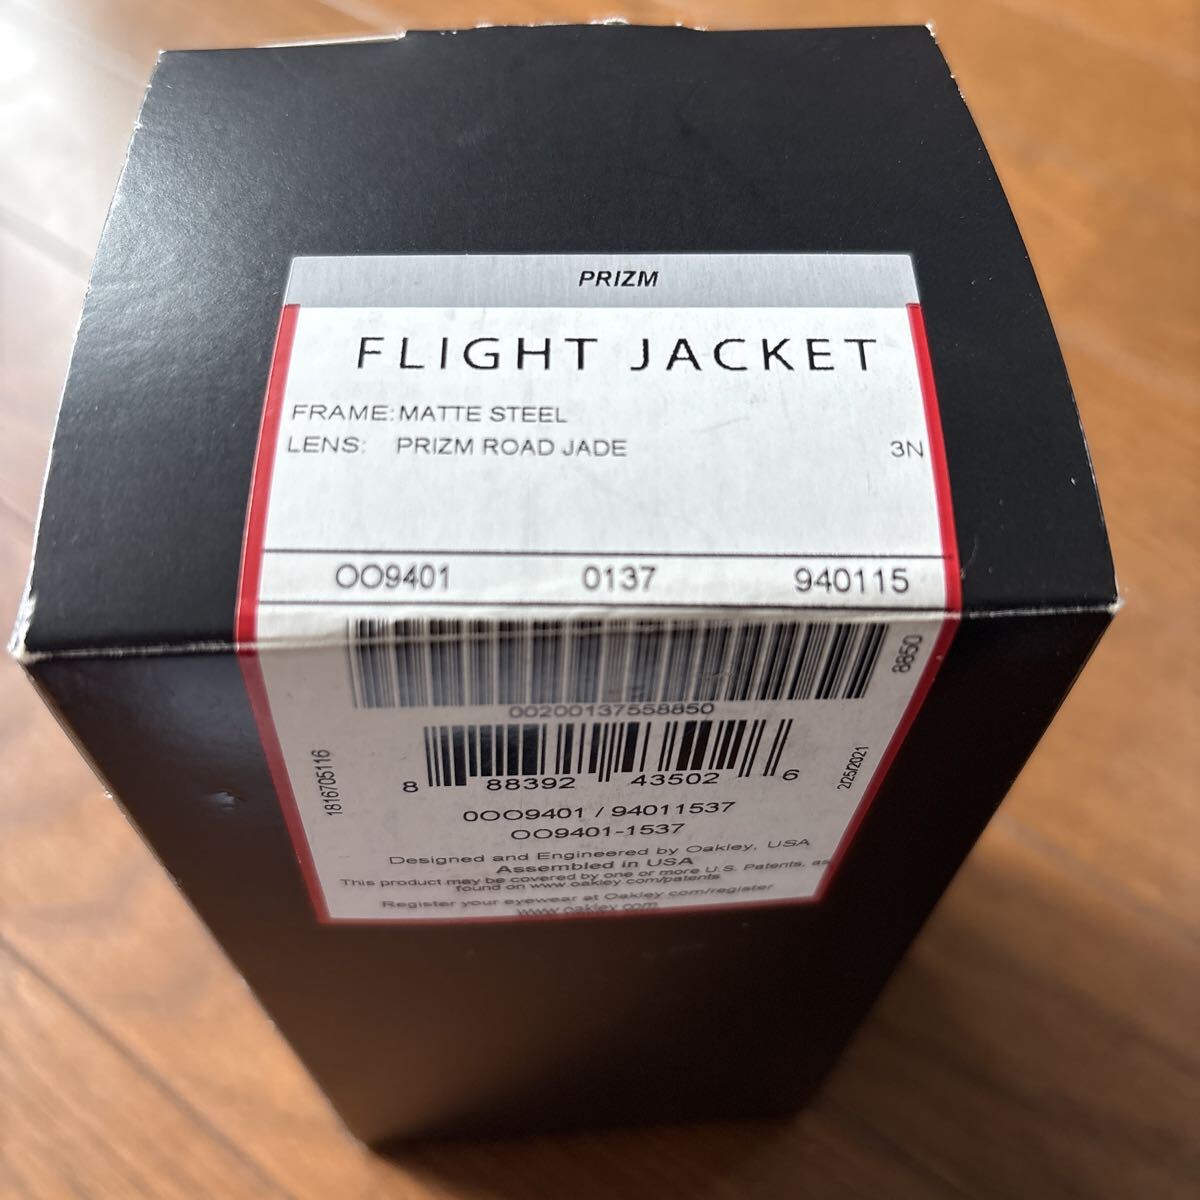 PRIZM
FLIGHT JACKET
FRAME: MATTE STEEL
LENS: PRIZM ROAD JADE 3N
OO9401 0137 940115
8850
00200137558850
1816705116
8 88392 43502 6
2/25/2021
0OO9401 / 94011537
OO9401-1537
Designed and Engineered by Oakley, USA
Assembled in USA
This product may be covered by one or more U.S. Patents, as
found on www.oakley.com/patents
Register your eyewear at Oakley.com/register
www.oakley.com